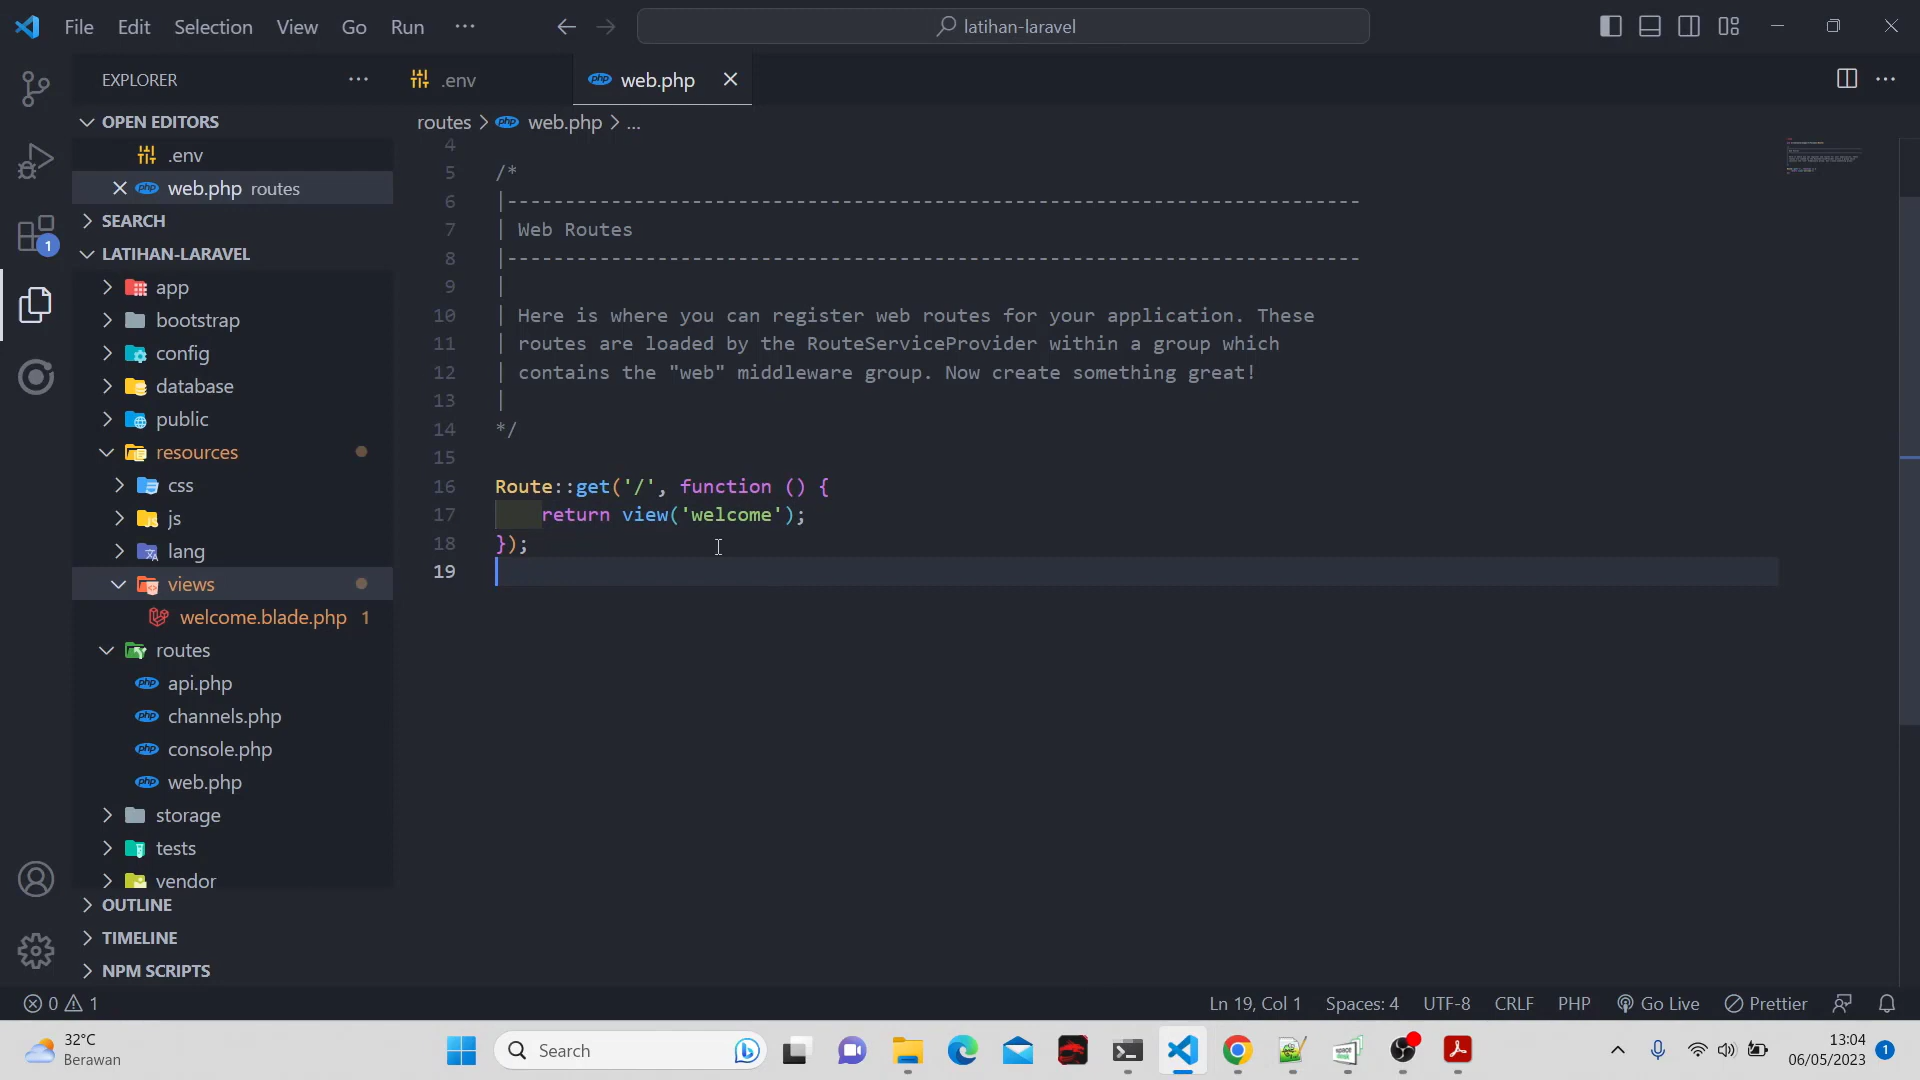 File Edit Selection View Go Run ··· latihan-laravel
EXPLORER ···
.env
web.php
OPEN EDITORS
.env
web.php routes
SEARCH
LATIHAN-LARAVEL
app
bootstrap
config
database
public
resources
css
js
lang
views
welcome.blade.php 1
routes
api.php
channels.php
console.php
web.php
storage
tests
vendor
OUTLINE
TIMELINE
NPM SCRIPTS
1
routes > php web.php > ...
4
5 /*
6 |--------------------------------------------------------------------------
7 | Web Routes
8 |--------------------------------------------------------------------------
9 |
10 | Here is where you can register web routes for your application. These
11 | routes are loaded by the RouteServiceProvider within a group which
12 | contains the "web" middleware group. Now create something great!
13 |
14 */
15
16 Route::get('/', function () {
17 return view('welcome');
18 });
19
0 1 Ln 19, Col 1 Spaces: 4 UTF-8 CRLF PHP Go Live Prettier
32°C
Berawan
Search
13:04
06/05/2023 1